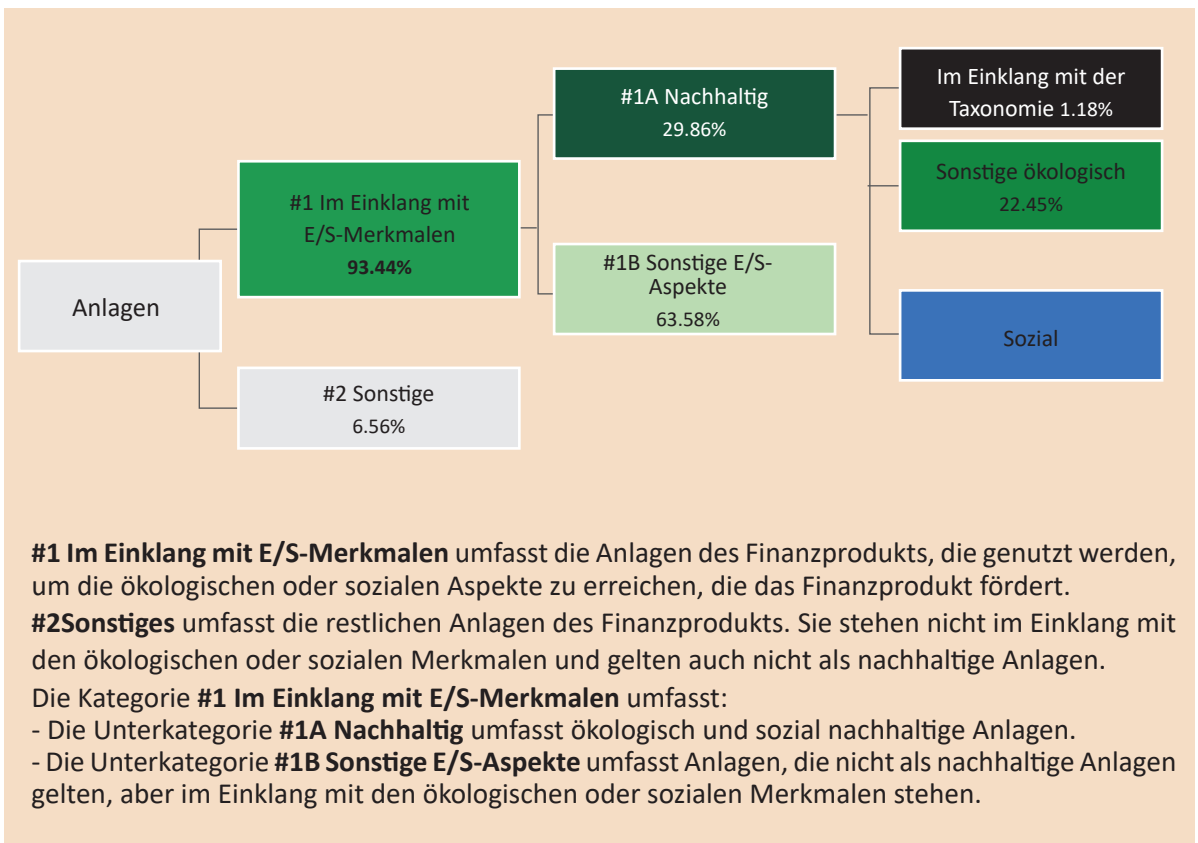 Anlagen
#1 Im Einklang mit
E/S-Merkmalen
93.44%
#2 Sonstige
6.56%
#1A Nachhaltig
29.86%
#1B Sonstige E/S-
Aspekte
63.58%
Im Einklang mit der
Taxonomie 1.18%
Sonstige ökologisch
22.45%
Sozial
#1 Im Einklang mit E/S-Merkmalen umfasst die Anlagen des Finanzprodukts, die genutzt werden,
um die ökologischen oder sozialen Aspekte zu erreichen, die das Finanzprodukt fördert.
#2Sonstiges umfasst die restlichen Anlagen des Finanzprodukts. Sie stehen nicht im Einklang mit
den ökologischen oder sozialen Merkmalen und gelten auch nicht als nachhaltige Anlagen.
Die Kategorie #1 Im Einklang mit E/S-Merkmalen umfasst:
- Die Unterkategorie #1A Nachhaltig umfasst ökologisch und sozial nachhaltige Anlagen.
- Die Unterkategorie #1B Sonstige E/S-Aspekte umfasst Anlagen, die nicht als nachhaltige Anlagen
gelten, aber im Einklang mit den ökologischen oder sozialen Merkmalen stehen.